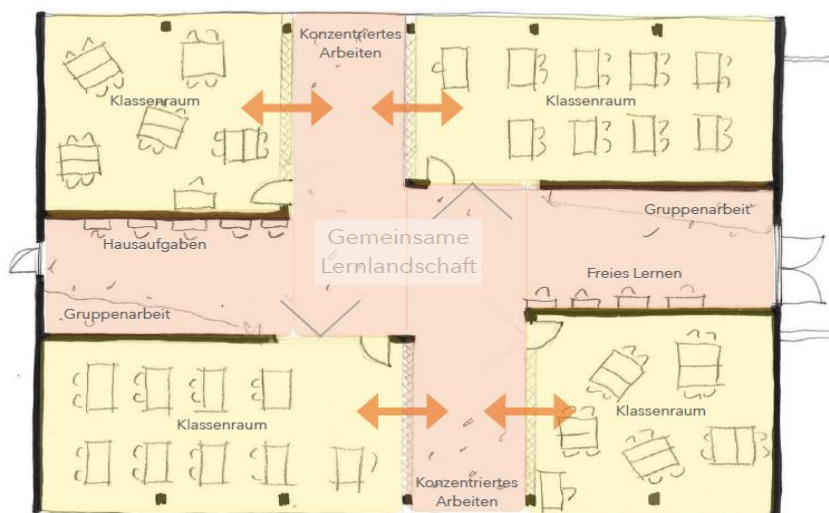 Konzentriertes
Arbeiten
Klassenraum
Klassenraum
Gruppenarbeit
Hausaufgaben
Gemeinsame
Lernlandschaft
Freies Lernen
Gruppenarbeit
Klassenraum
Klassenraum
Konzentriertes
Arbeiten